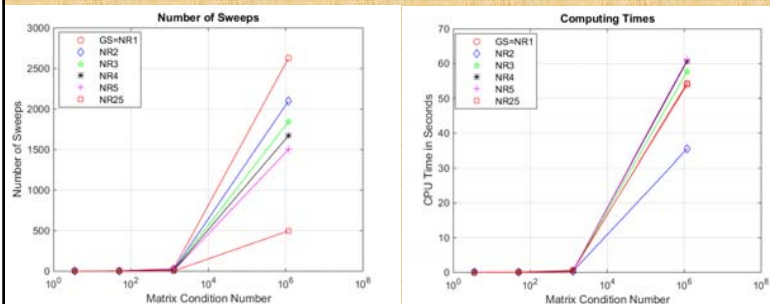 Number of Sweeps
3000
2500
2000
1500
1000
500
0
Number of Sweeps
GS=NR1
NR2
NR3
NR4
NR5
NR25
10^0
10^2
10^4
10^6
10^8
Matrix Condition Number
Computing Times
70
60
50
40
30
20
10
0
CPU Time in Seconds
GS=NR1
NR2
NR3
NR4
NR5
NR25
10^0
10^2
10^4
10^6
10^8
Matrix Condition Number